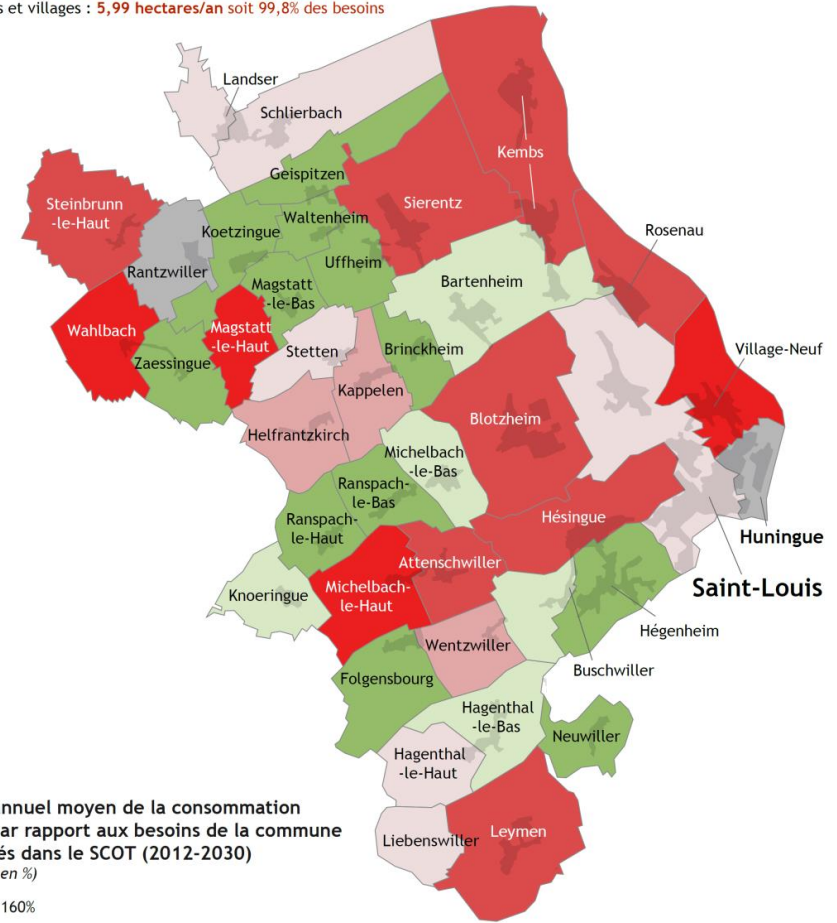 s et villages : 5,99 hectares/an soit 99,8% des besoins
Landser
Schlierbach
Kembs
Geispitzen
Steinbrunn
-le-Haut
Sierentz
Waltenheim
Koetzingue
Rosenau
Uffheim
Rantzwiller
Bartenheim
Magstatt
-le-Bas
Wahlbach
Magstatt
-le-Haut
Stetten
Brinckheim
Village-Neuf
Zaessingue
Kappelen
Blotzheim
Helfrantzkirch
Michelbach
-le-Bas
Ranspach-
le-Bas
Ranspach-
le-Haut
Hésingue
Huningue
Attenschwiller
Saint-Louis
Knoeringue
Michelbach-
le-Haut
Hégenheim
Wentzwiller
Buschwiller
Folgensbourg
Hagenthal
-le-Bas
Neuwiller
Hagenthal
-le-Haut
nnuel moyen de la consommation
ar rapport aux besoins de la commune
és dans le SCOT (2012-2030)
en %)
Liebenswiller
Leymen
160%